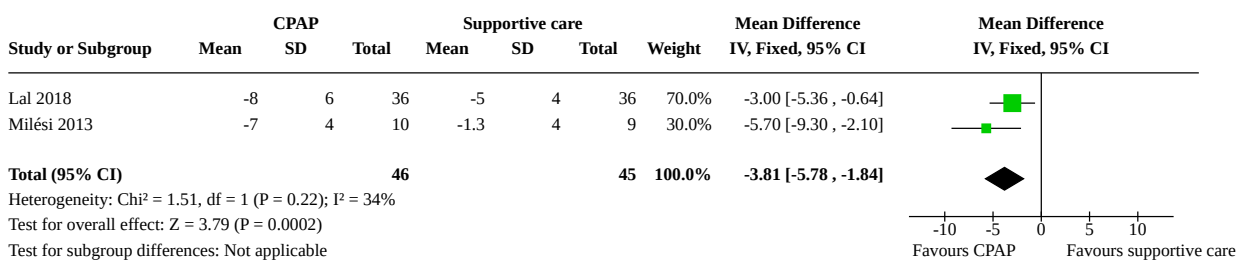 CPAP Supportive care Mean Difference Mean Difference
Study or Subgroup Mean SD Total Mean SD Total Weight IV, Fixed, 95% CI IV, Fixed, 95% CI
Lal 2018 -8 6 36 -5 4 36 70.0% -3.00 [-5.36 , -0.64]
Milési 2013 -7 4 10 -1.3 4 9 30.0% -5.70 [-9.30 , -2.10]
Total (95% CI) 46 45 100.0% -3.81 [-5.78 , -1.84]
Heterogeneity: Chi² = 1.51, df = 1 (P = 0.22); I² = 34%
Test for overall effect: Z = 3.79 (P = 0.0002) -10 -5 0 5 10
Test for subgroup differences: Not applicable Favours CPAP Favours supportive care